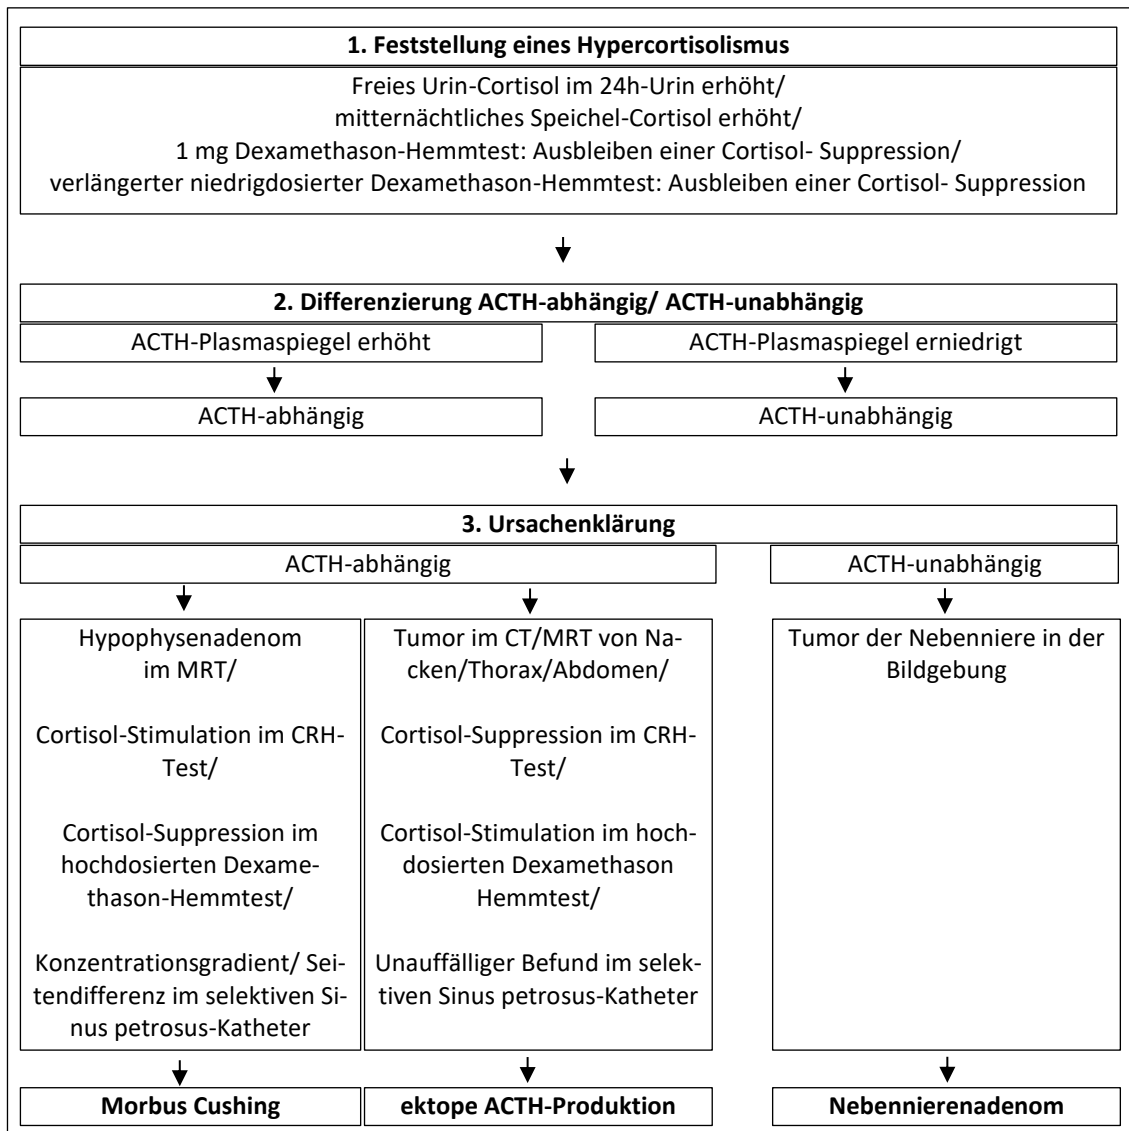 1. Feststellung eines Hypercortisolismus
Freies Urin-Cortisol im 24h-Urin erhöht/
mitternächtliches Speichel-Cortisol erhöht/
1 mg Dexamethason-Hemmtest: Ausbleiben einer Cortisol- Suppression/
verlängerter niedrigdosierter Dexamethason-Hemmtest: Ausbleiben einer Cortisol- Suppression
2. Differenzierung ACTH-abhängig/ ACTH-unabhängig
ACTH-Plasmaspiegel erhöht
ACTH-Plasmaspiegel erniedrigt
ACTH-abhängig
ACTH-unabhängig
3. Ursachenklärung
ACTH-abhängig
ACTH-unabhängig
Hypophysenadenom
im MRT/
Cortisol-Stimulation im CRH-
Test/
Cortisol-Suppression im
hochdosierten Dexame-
thason-Hemmtest/
Konzentrationsgradient/ Sei-
tendifferenz im selektiven Si-
nus petrosus-Katheter
Tumor im CT/MRT von Na-
cken/Thorax/Abdomen/
Cortisol-Suppression im CRH-
Test/
Cortisol-Stimulation im hoch-
dosierten Dexamethason
Hemmtest/
Unauffälliger Befund im selek-
tiven Sinus petrosus-Katheter
Tumor der Nebenniere in der
Bildgebung
Morbus Cushing
ektope ACTH-Produktion
Nebennierenadenom